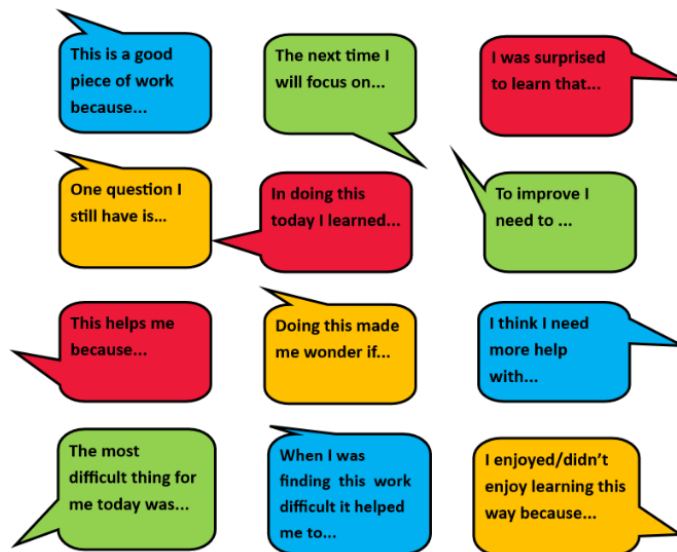 This is a good
piece of work
because...
The next time I
will focus on...
I was surprised
to learn that...
One question I
still have is...
In doing this
today I learned...
To improve I
need to ...
This helps me
because...
Doing this made
me wonder if...
I think I need
more help
with...
The most
difficult thing for
me today was...
When I was
finding this work
difficult it helped
me to...
I enjoyed/didn't
enjoy learning this
way because...